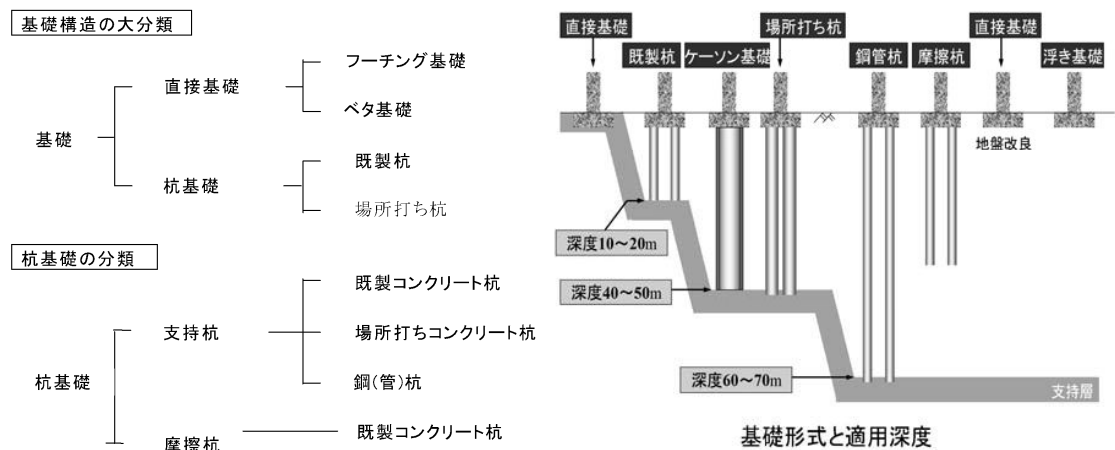 基礎構造の大分類
フーチング基礎
直接基礎
ベタ基礎
基礎
既製杭
杭基礎
場所打ち杭
杭基礎の分類
既製コンクリート杭
支持杭
場所打ちコンクリート杭
杭基礎
鋼(管)杭
摩擦杭
既製コンクリート杭
直接基礎
場所打ち杭
直接基礎
既製杭
ケーソン基礎
鋼管杭
摩擦杭
浮き基礎
地盤改良
深度10～20m
深度40～50m
深度60～70m
支持層
基礎形式と適用深度